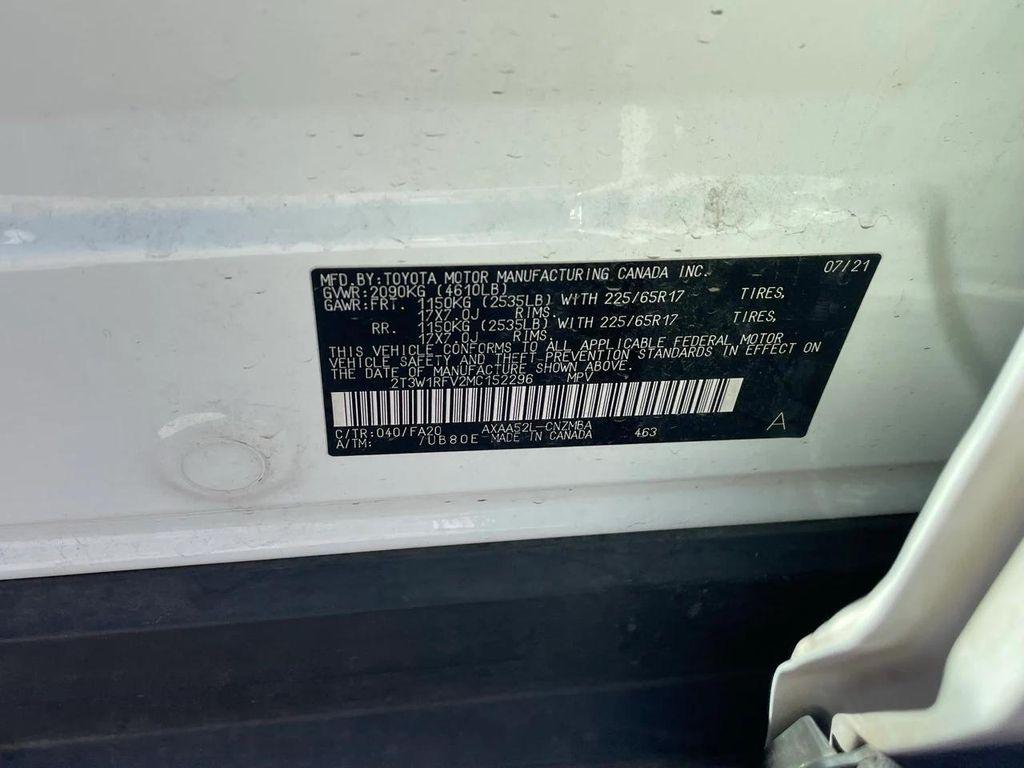 MFD. BY: TOYOTA MOTOR MANUFACTURING CANADA INC. 07/21
GVWR: 2090KG (4610LB)
GAWR: FRT. 1150KG (2535LB) WITH 225/65R17 TIRES,
17X7.0J RIMS,
RR. 1150KG (2535LB) WITH 225/65R17 TIRES,
17X7.0J RIMS,
THIS VEHICLE CONFORMS TO ALL APPLICABLE FEDERAL MOTOR
VEHICLE SAFETY AND THEFT-PREVENTION STANDARDS IN EFFECT ON
THE DATE OF MANUFACTURE SHOWN ABOVE.
2T3W1RFV2MC152296 MPV
C/TR: 040/FA20 AXAA52L-CNZMBA 463 A
A/TM: /UB80E MADE IN CANADA